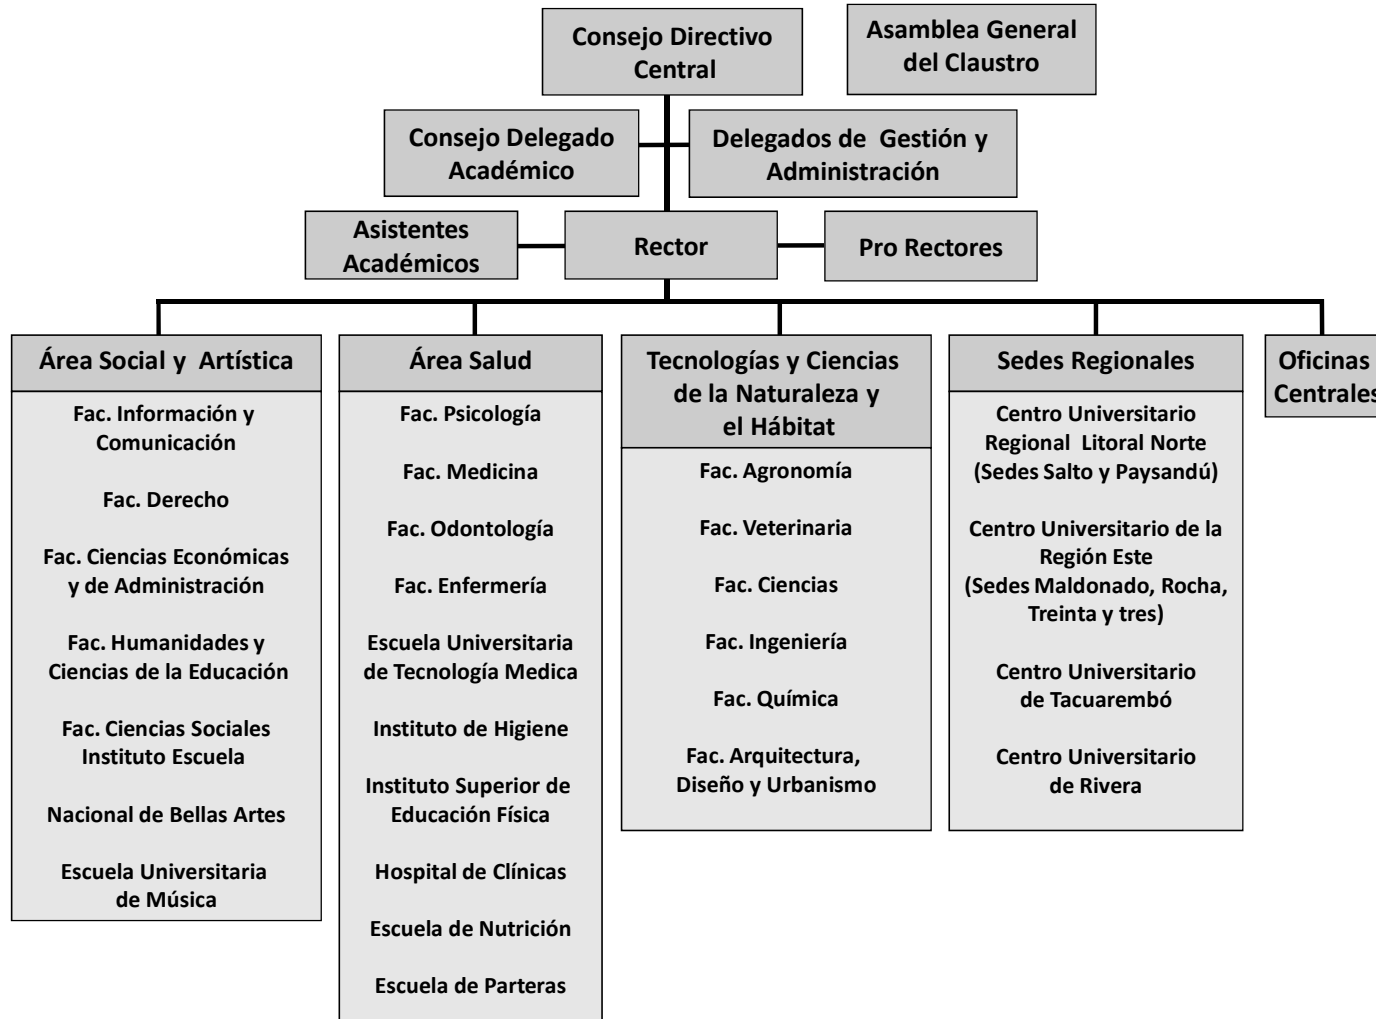 Consejo Directivo
Central
Asamblea General
del Claustro
Consejo Delegado
Académico
Delegados de Gestión y
Administración
Asistentes
Académicos
Rector
Pro Rectores
Área Social y Artística
Fac. Información y
Comunicación
Fac. Derecho
Fac. Ciencias Económicas
y de Administración
Fac. Humanidades y
Ciencias de la Educación
Fac. Ciencias Sociales
Instituto Escuela
Nacional de Bellas Artes
Escuela Universitaria
de Música
Área Salud
Fac. Psicología
Fac. Medicina
Fac. Odontología
Fac. Enfermería
Escuela Universitaria
de Tecnología Medica
Instituto de Higiene
Instituto Superior de
Educación Física
Hospital de Clínicas
Escuela de Nutrición
Escuela de Parteras
Tecnologías y Ciencias
de la Naturaleza y
el Hábitat
Fac. Agronomía
Fac. Veterinaria
Fac. Ciencias
Fac. Ingeniería
Fac. Química
Fac. Arquitectura,
Diseño y Urbanismo
Sedes Regionales
Centro Universitario
Regional Litoral Norte
(Sedes Salto y Paysandú)
Centro Universitario de la
Región Este
(Sedes Maldonado, Rocha,
Treinta y tres)
Centro Universitario
de Tacuarembó
Centro Universitario
de Rivera
Oficinas
Centrales